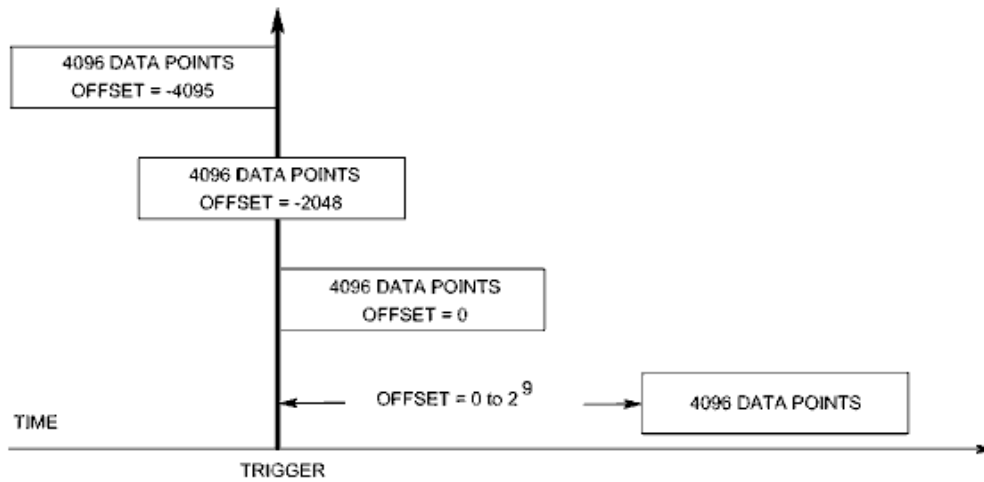 4096 DATA POINTS
OFFSET = -4095
4096 DATA POINTS
OFFSET = -2048
4096 DATA POINTS
OFFSET = 0
OFFSET = 0 to 2^9
4096 DATA POINTS
TIME
TRIGGER